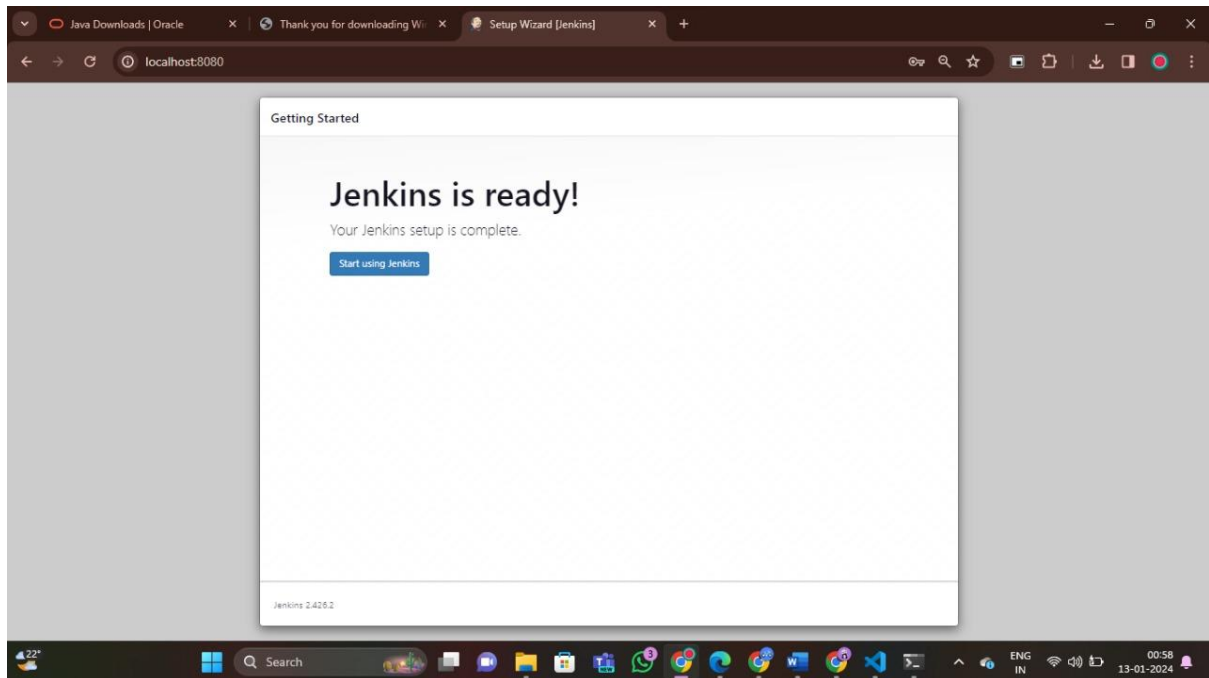 Java Downloads | Oracle
Thank you for downloading Wi
Setup Wizard [Jenkins]
localhost:8080
Getting Started
Jenkins is ready!
Your Jenkins setup is complete.
Start using Jenkins
Jenkins 2.426.2
22°
Search
3
ENG
IN
00:58
13-01-2024